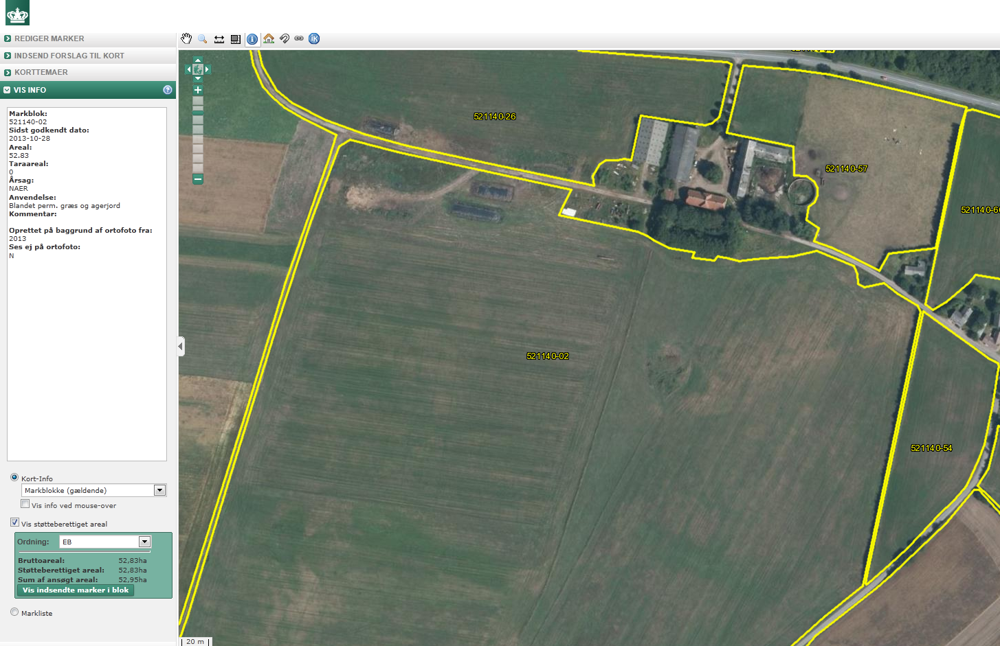 REDIGER MARKER
INDSEND FORSLAG TIL KORT
KORTTEMAER
VIS INFO
Markblok:
521140-02
Sidst godkendt dato:
2013-10-28
Areal:
52.83
Taraareal:
0
Årsag:
NAER
Anvendelse:
Blandet perm. græs og agerjord
Kommentar:
Oprettet på baggrund af ortofoto fra:
2013
Ses ej på ortofoto:
N
Kort-Info
Markblokke (gældende)
Vis info ved mouse-over
Vis støtteberettiget areal
Ordning: EB
Bruttoareal: 52,83ha
Støtteberettiget areal: 52,83ha
Sum af ansøgt areal: 52,95ha
Vis indsendte marker i blok
Markliste
iK
521140-26
521140-57
521140-02
521140-54
20 m